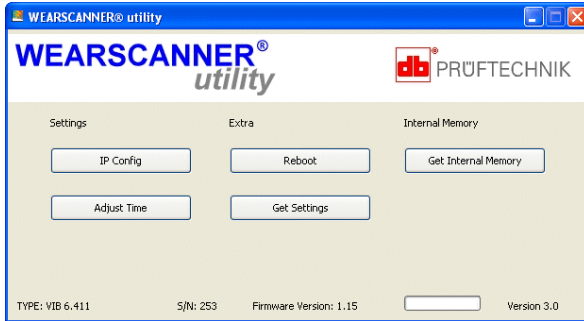 WEARSCANNER® utility
WEARSCANNER®
utility
db® PRÜFTECHNIK
Settings Extra Internal Memory
IP Config Reboot Get Internal Memory
Adjust Time Get Settings
TYPE: VIB 6.411 S/N: 253 Firmware Version: 1.15 Version 3.0